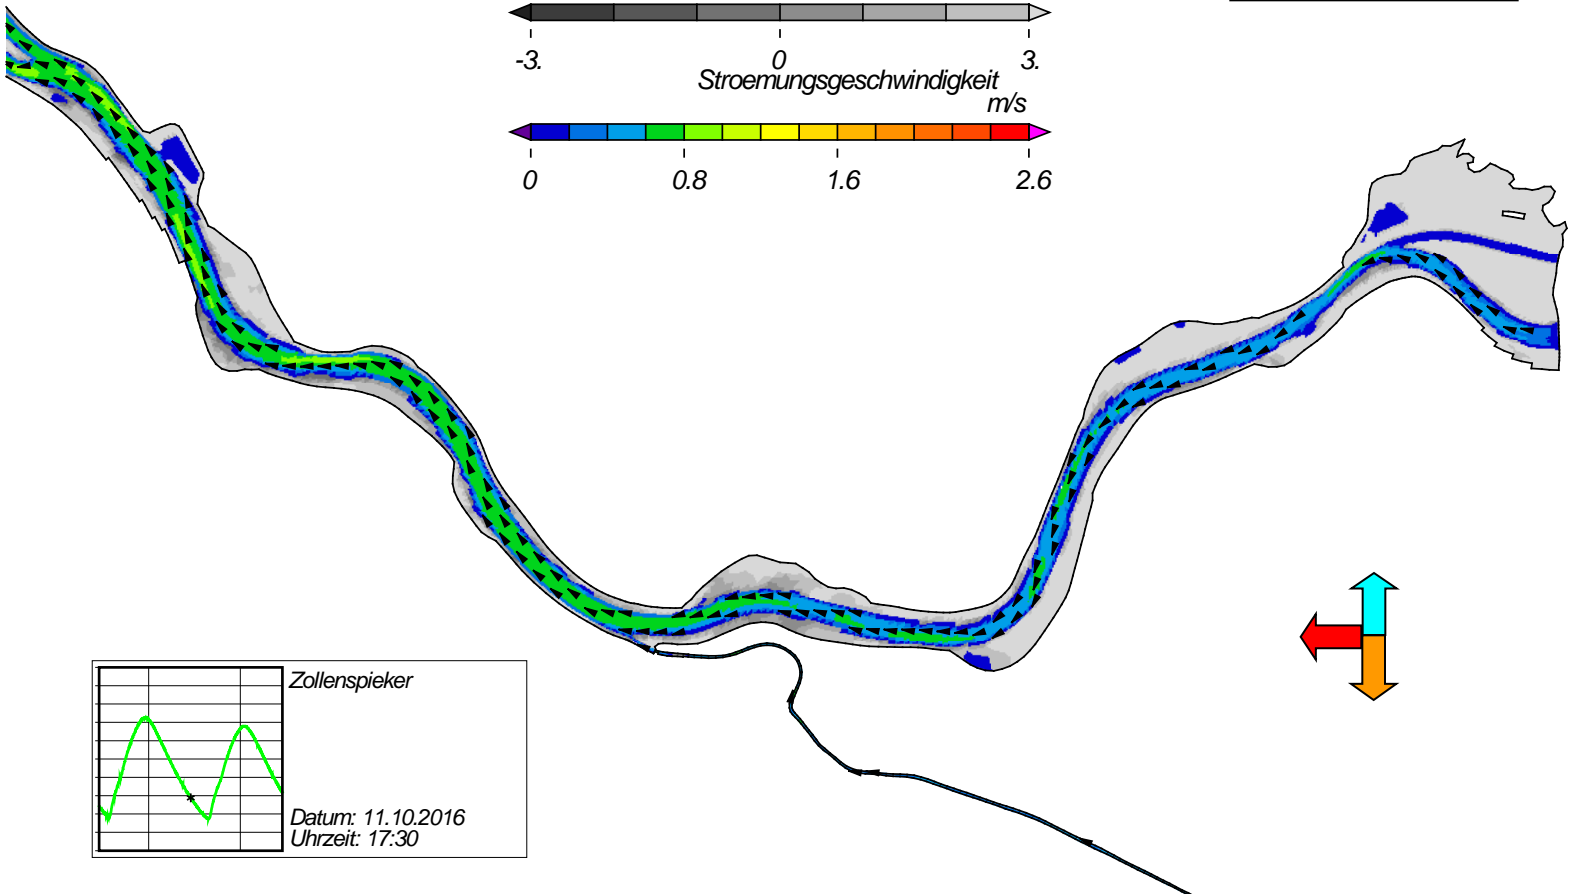 -3. 0 3.
Stroemungsgeschwindigkeit
m/s
0 0.8 1.6 2.6
Zollenspieker
Datum: 11.10.2016
Uhrzeit: 17:30